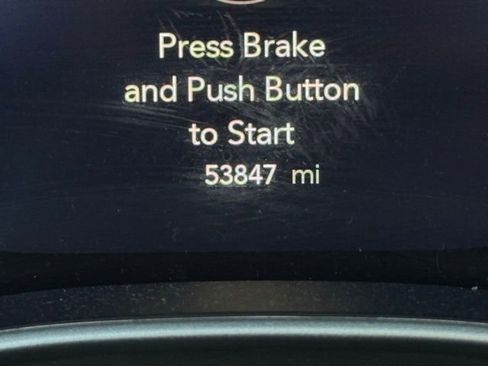 Press Brake
and Push Button
to Start
53847 mi